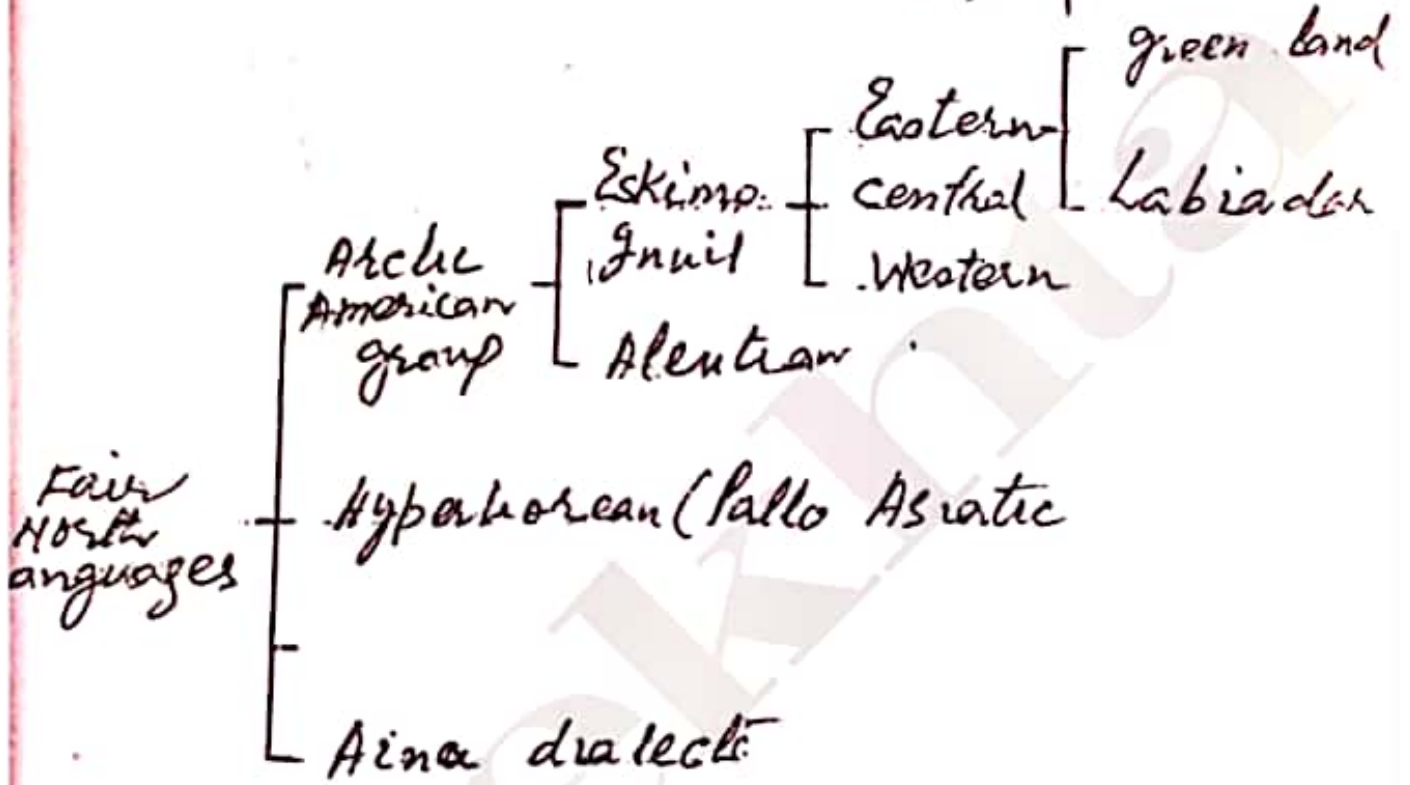 green land
Eastern
Eskimo
central
Labrador
Inuit
Western
Arctic
American
group
Aleutian
Fair
North
anguages
Hyperborean (Pallo Asiatic
Aina dialects